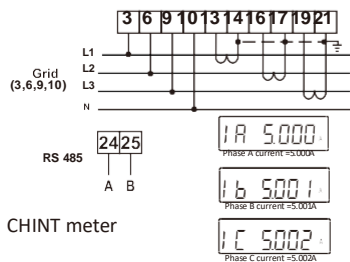 3 6 9 10 13 14 16 17 19 21
L1
L2
Grid
(3,6,9,10)
L3
N
24 25
RS 485
A B
IA 5.000 A
Phase A current =5.000A
Ib 5.001 A
Phase B current =5.001A
CHINT meter
IC 5.002 A
Phase C current =5.002A